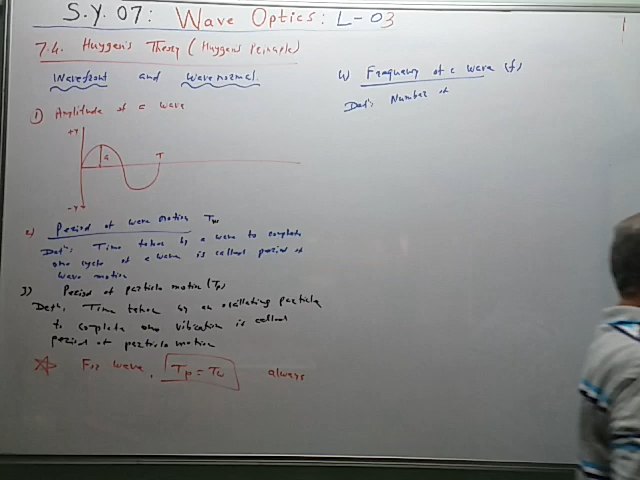 S.Y. 07: Wave Optics: L-03
7.4. Huygen's Theory (Huygens Principle)
Wavefront and Wavenormal.
1) Amplitude of a wave
+Y
a
T
-Y
2) Period of wave motion Tw
Defn: Time taken by a wave to complete
one cycle of a wave is called period of
wave motion
3) Period of particle motion (Tp)
Defn: Time taken by an oscillating particle
to complete one vibration is called
period of particle motion
For wave, Tp = Tw always
Frequency of a wave (f)
Defn: Number of